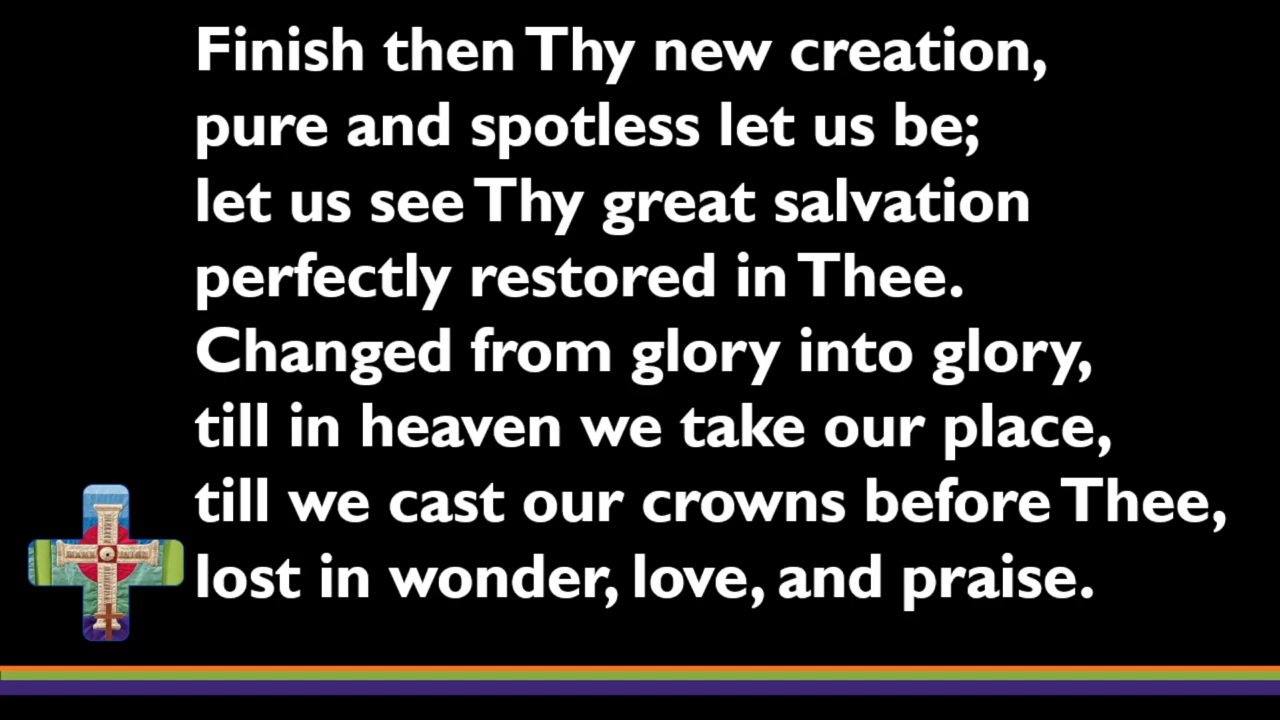 Finish then Thy new creation,
pure and spotless let us be;
let us see Thy great salvation
perfectly restored in Thee.
Changed from glory into glory,
till in heaven we take our place,
till we cast our crowns before Thee,
lost in wonder, love, and praise.